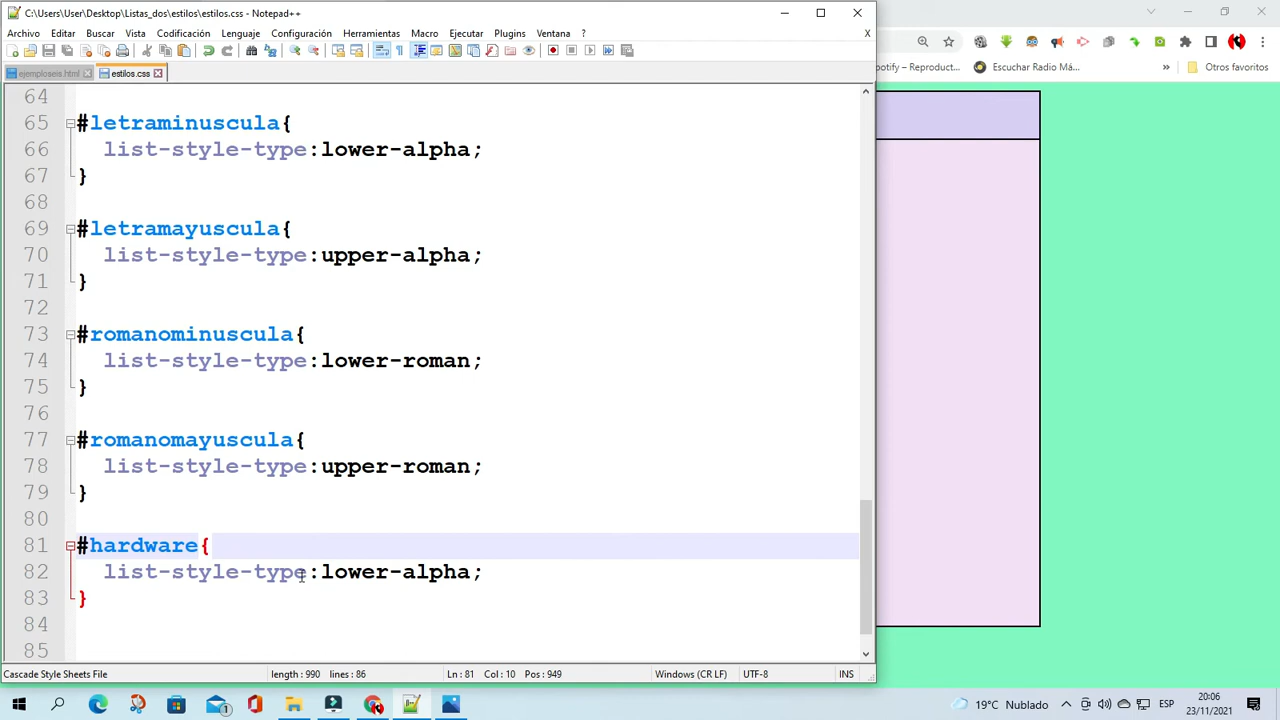 C:\Users\User\Desktop\Listas_dos\estilos\estilos.css - Notepad++
Archivo Editar Buscar Vista Codificación Lenguaje Configuración Herramientas Macro Ejecutar Plugins Ventana ? X
ejemploseis.html estilos.css
potify – Reproduct... Escuchar Radio Má... » Otros favoritos
64
65 #letraminuscula{
66 list-style-type:lower-alpha;
67 }
68
69 #letramayuscula{
70 list-style-type:upper-alpha;
71 }
72
73 #romanominuscula{
74 list-style-type:lower-roman;
75 }
76
77 #romanomayuscula{
78 list-style-type:upper-roman;
79 }
80
81 #hardware{
82 list-style-type:lower-alpha;
83 }
84
85
Cascade Style Sheets File length : 990 lines : 86 Ln : 81 Col : 10 Pos : 949 Windows (CR LF) UTF-8 INS
19°C Nublado ESP 20:06
23/11/2021